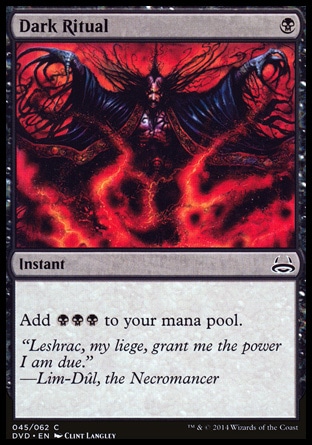 Dark Ritual
Instant
Add to your mana pool.
“Leshrac, my liege, grant me the power
I am due.”
—Lim-Dûl, the Necromancer
045/062 C
DVD • EN Clint Langley
™ & © 2014 Wizards of the Coast